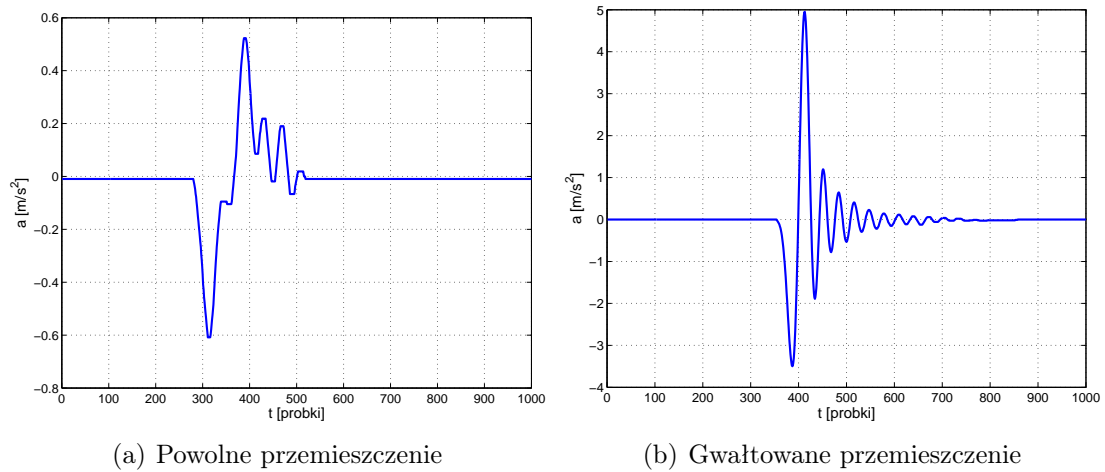 0.6
0.4
0.2
0
−0.2
−0.4
−0.6
−0.8
a [m/s²]
0 100 200 300 400 500 600 700 800 900 1000
t [probki]
(a) Powolne przemieszczenie
5
4
3
2
1
0
−1
−2
−3
−4
a [m/s²]
0 100 200 300 400 500 600 700 800 900 1000
t [probki]
(b) Gwałtowane przemieszczenie